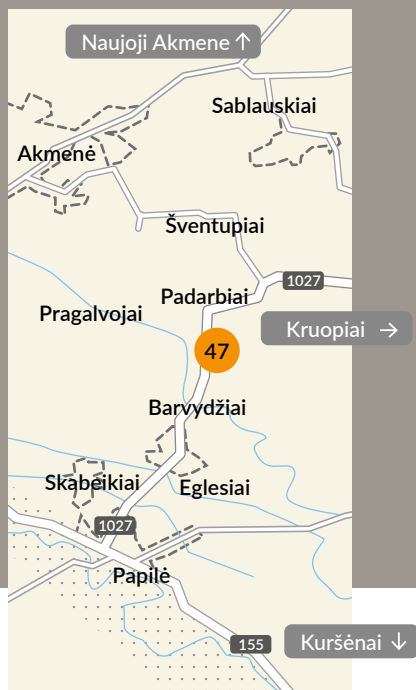 Naujoji Akmene ↑
Sablauskiai
Akmenė
Šventupiai
1027
Padarbiai
Pragalvojai
Kruopiai →
47
Barvydžiai
Skabeikiai
Eglesiai
1027
Papilė
155
Kuršėnai ↓